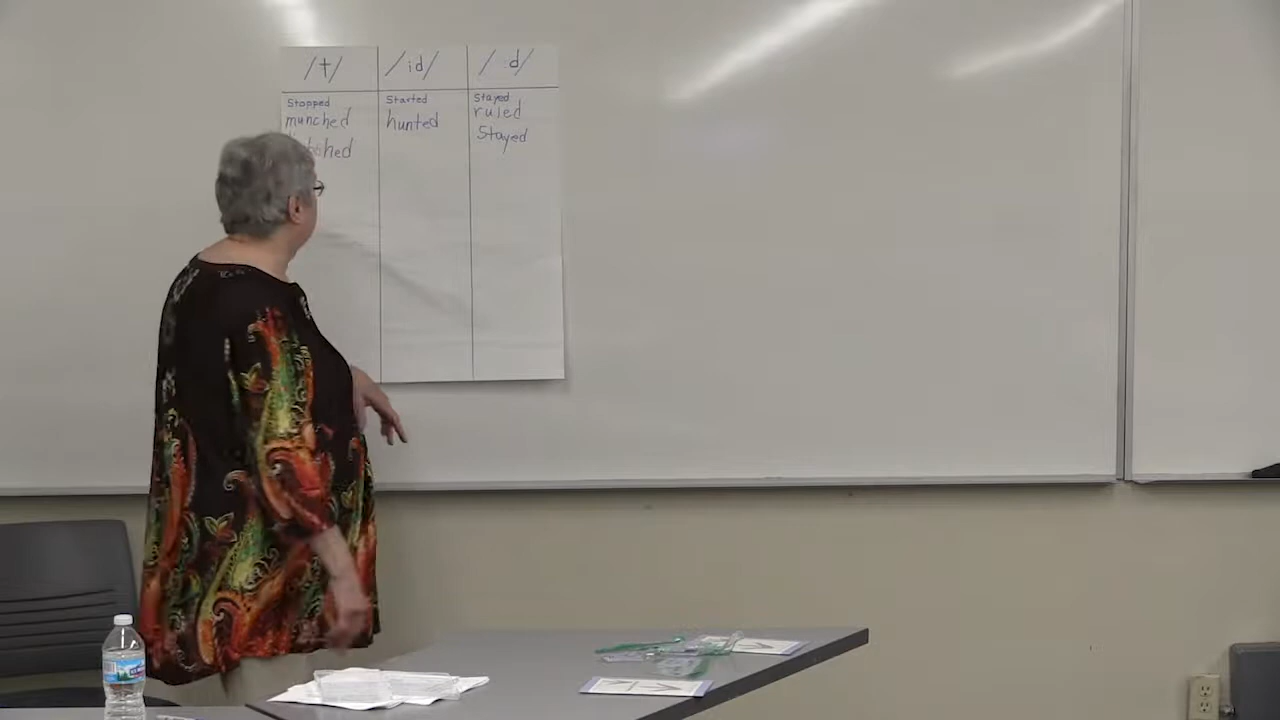 /t/ /id/ /d/
Stopped Started Stayed
munched hunted ruled
Stayed